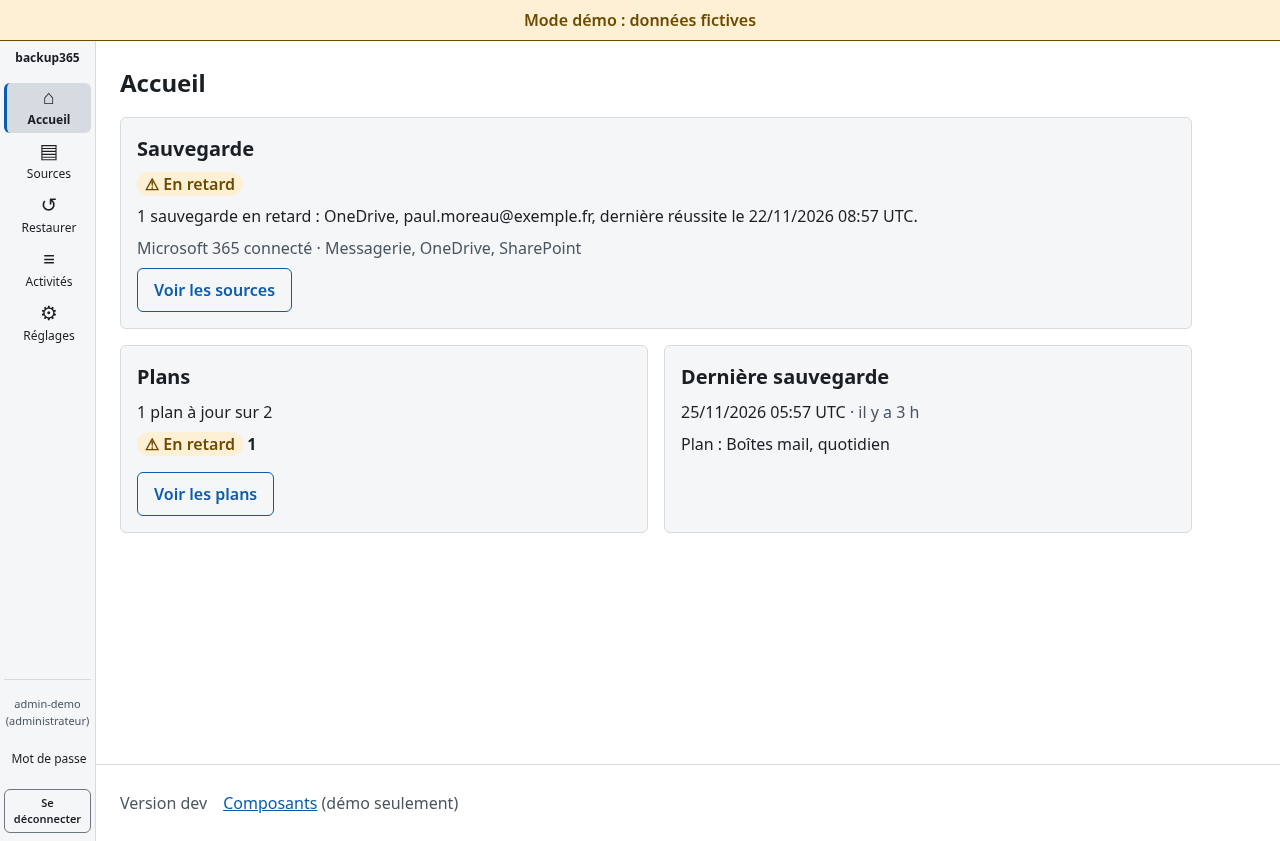 Mode démo : données fictives
backup365
Accueil
Sources
Restaurer
Activités
Réglages
admin-demo
(administrateur)
Mot de passe
Se
déconnecter
Accueil
Sauvegarde
⚠ En retard
1 sauvegarde en retard : OneDrive, paul.moreau@exemple.fr, dernière réussite le 22/11/2026 08:57 UTC.
Microsoft 365 connecté · Messagerie, OneDrive, SharePoint
Voir les sources
Plans
1 plan à jour sur 2
⚠ En retard 1
Voir les plans
Dernière sauvegarde
25/11/2026 05:57 UTC · il y a 3 h
Plan : Boîtes mail, quotidien
Version dev Composants (démo seulement)